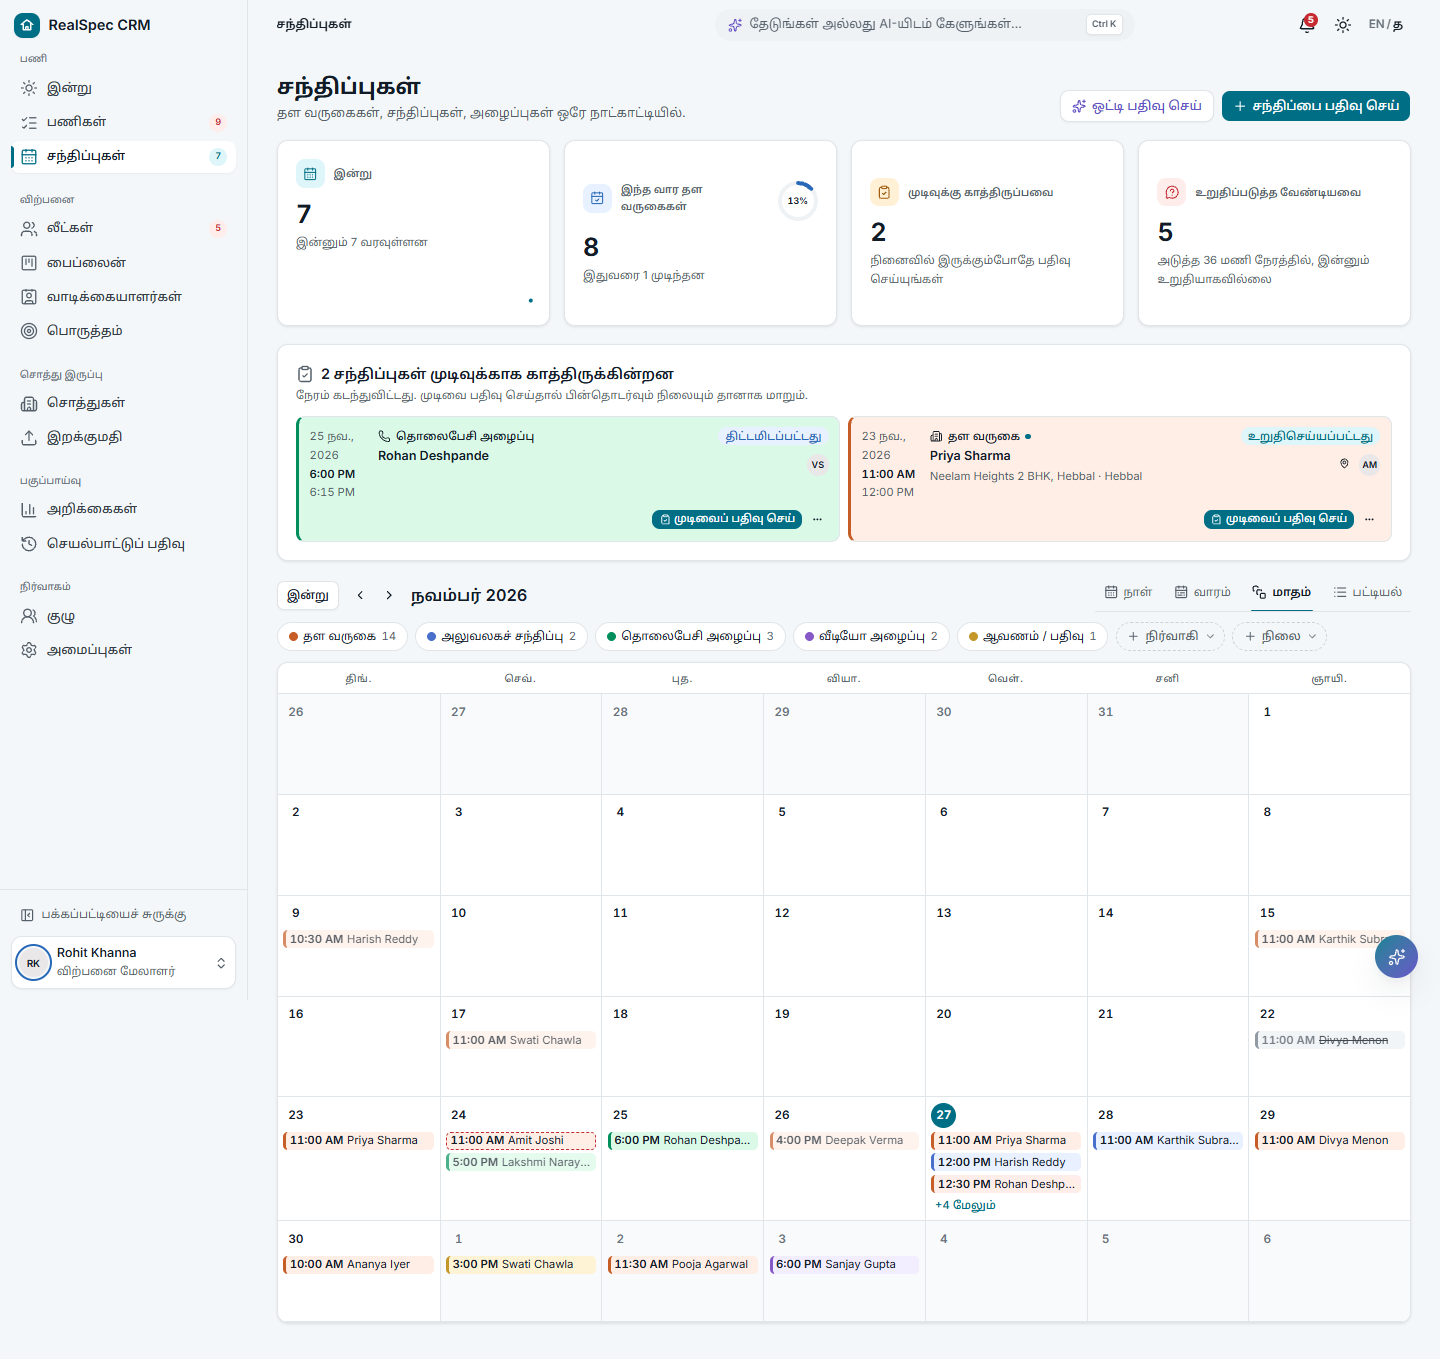 RealSpec CRM
பணி
இன்று
பணிகள் 9
சந்திப்புகள் 7
விற்பனை
லீட்கள் 5
பைப்லைன்
வாடிக்கையாளர்கள்
பொருத்தம்
சொத்து இருப்பு
சொத்துகள்
இறக்குமதி
பகுப்பாய்வு
அறிக்கைகள்
செயல்பாட்டுப் பதிவு
நிர்வாகம்
குழு
அமைப்புகள்
பக்கப்பட்டியைச் சுருக்கு
RK Rohit Khanna
விற்பனை மேலாளர்
சந்திப்புகள்
தேடுங்கள் அல்லது AI-யிடம் கேளுங்கள்... Ctrl K
5 EN / த
சந்திப்புகள்
தள வருகைகள், சந்திப்புகள், அழைப்புகள் ஒரே நாட்காட்டியில்.
ஒட்டி பதிவு செய்
+ சந்திப்பை பதிவு செய்
இன்று
7
இன்னும் 7 வரவுள்ளன
இந்த வார தள
வருகைகள்
13%
8
இதுவரை 1 முடிந்தன
முடிவுக்கு காத்திருப்பவை
2
நினைவில் இருக்கும்போதே பதிவு
செய்யுங்கள்
உறுதிப்படுத்த வேண்டியவை
5
அடுத்த 36 மணி நேரத்தில், இன்னும்
உறுதியாகவில்லை
2 சந்திப்புகள் முடிவுக்காக காத்திருக்கின்றன
நேரம் கடந்துவிட்டது. முடிவை பதிவு செய்தால் பின்தொடர்வும் நிலையும் தானாக மாறும்.
25 நவ.,
2026
6:00 PM
6:15 PM
தொலைபேசி அழைப்பு
Rohan Deshpande
திட்டமிடப்பட்டது
VS
முடிவைப் பதிவு செய் ...
23 நவ.,
2026
11:00 AM
12:00 PM
தள வருகை
Priya Sharma
Neelam Heights 2 BHK, Hebbal · Hebbal
உறுதிசெய்யப்பட்டது
AM
முடிவைப் பதிவு செய் ...
இன்று நவம்பர் 2026
நாள் வாரம் மாதம் பட்டியல்
தள வருகை 14 அலுவலகச் சந்திப்பு 2 தொலைபேசி அழைப்பு 3 வீடியோ அழைப்பு 2 ஆவணம் / பதிவு 1 + நிர்வாகி + நிலை
திங். செவ். புத. வியா. வெள். சனி ஞாயி.
26 27 28 29 30 31 1
2 3 4 5 6 7 8
9 10 11 12 13 14 15
10:30 AM Harish Reddy
11:00 AM Karthik Subr
16 17 18 19 20 21 22
11:00 AM Swati Chawla
11:00 AM Divya Menon
23 24 25 26 27 28 29
11:00 AM Priya Sharma
11:00 AM Amit Joshi
5:00 PM Lakshmi Naray...
6:00 PM Rohan Deshpa...
4:00 PM Deepak Verma
11:00 AM Priya Sharma
12:00 PM Harish Reddy
12:30 PM Rohan Deshp...
+4 மேலும்
11:00 AM Karthik Subra...
11:00 AM Divya Menon
30 1 2 3 4 5 6
10:00 AM Ananya Iyer
3:00 PM Swati Chawla
11:30 AM Pooja Agarwal
6:00 PM Sanjay Gupta